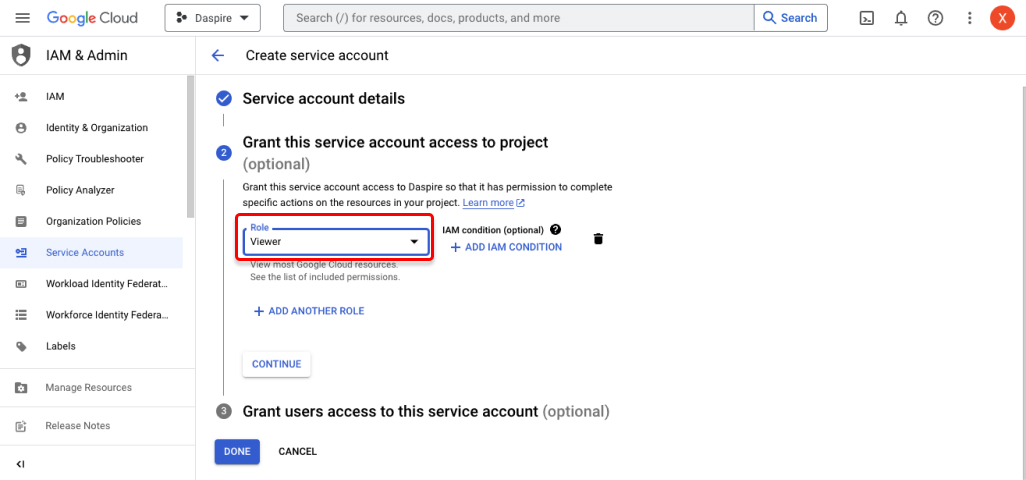 Google Cloud
Daspire
Search (/) for resources, docs, products, and more
Search
X
IAM & Admin
Create service account
IAM
Identity & Organization
Policy Troubleshooter
Policy Analyzer
Organization Policies
Service Accounts
Workload Identity Federat...
Workforce Identity Federa...
Labels
Manage Resources
Release Notes
Service account details
2
Grant this service account access to project
(optional)
Grant this service account access to Daspire so that it has permission to complete
specific actions on the resources in your project. Learn more
Role
Viewer
IAM condition (optional)
+ ADD IAM CONDITION
View most Google Cloud resources.
See the list of included permissions.
+ ADD ANOTHER ROLE
CONTINUE
3
Grant users access to this service account (optional)
DONE
CANCEL